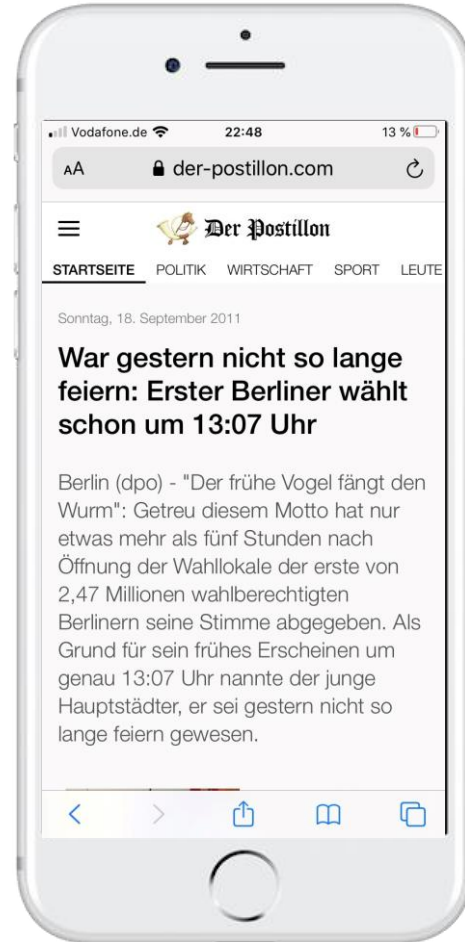 Vodafone.de 22:48 13 %
AA der-postillon.com
Der Postillon
STARTSEITE POLITIK WIRTSCHAFT SPORT LEUTE
Sonntag, 18. September 2011
War gestern nicht so lange
feiern: Erster Berliner wählt
schon um 13:07 Uhr
Berlin (dpo) - "Der frühe Vogel fängt den
Wurm": Getreu diesem Motto hat nur
etwas mehr als fünf Stunden nach
Öffnung der Wahllokale der erste von
2,47 Millionen wahlberechtigten
Berlinern seine Stimme abgegeben. Als
Grund für sein frühes Erscheinen um
genau 13:07 Uhr nannte der junge
Hauptstädter, er sei gestern nicht so
lange feiern gewesen.